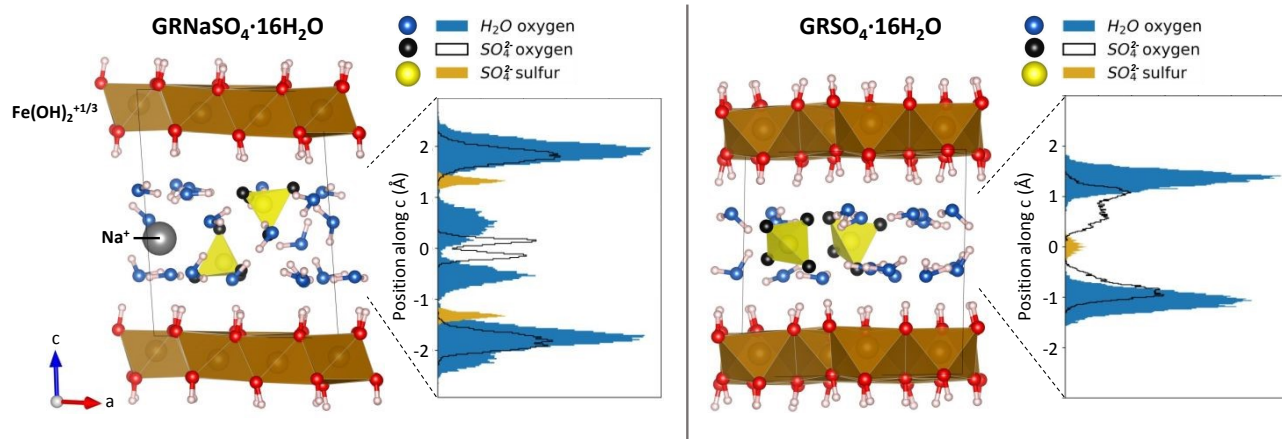 GRNaSO₄·16H₂O
H₂O oxygen
SO₄²⁻ oxygen
SO₄²⁻ sulfur
Fe(OH)₂⁺¹/³
Na⁺
c
a
Position along c (Å)
2
1
0
-1
-2
GRSO₄·16H₂O
H₂O oxygen
SO₄²⁻ oxygen
SO₄²⁻ sulfur
Position along c (Å)
2
1
0
-1
-2